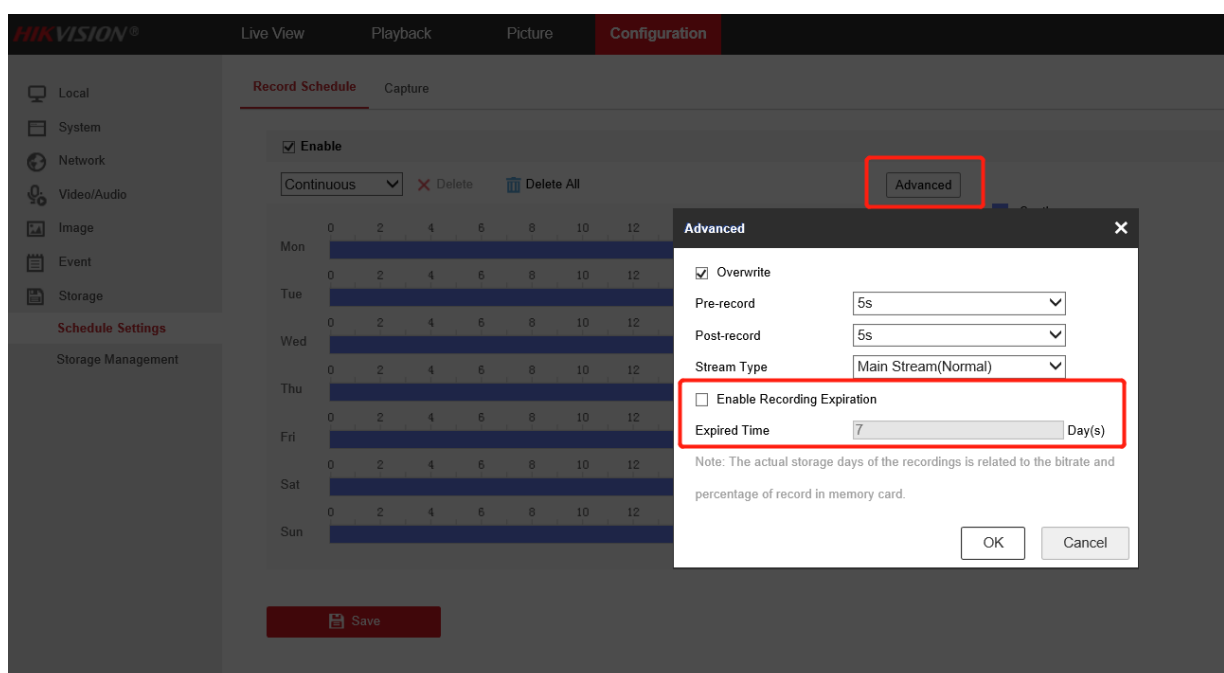 HIKVISION® Live View Playback Picture Configuration
Local
System
Network
Video/Audio
Image
Event
Storage
Schedule Settings
Storage Management
Record Schedule Capture
Enable
Continuous Delete Delete All Advanced
0 2 4 6 8 10 12
Mon
0 2 4 6 8 10 12
Tue
0 2 4 6 8 10 12
Wed
0 2 4 6 8 10 12
Thu
0 2 4 6 8 10 12
Fri
0 2 4 6 8 10 12
Sat
0 2 4 6 8 10 12
Sun
Save
Advanced
Overwrite
Pre-record 5s
Post-record 5s
Stream Type Main Stream(Normal)
Enable Recording Expiration
Expired Time 7 Day(s)
Note: The actual storage days of the recordings is related to the bitrate and
percentage of record in memory card.
OK Cancel